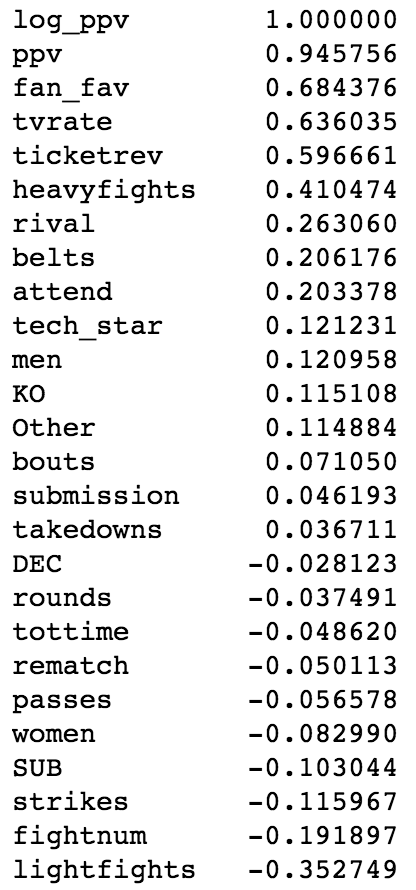 log_ppv 1.000000
ppv 0.945756
fan_fav 0.684376
tvrate 0.636035
ticketrev 0.596661
heavyfights 0.410474
rival 0.263060
belts 0.206176
attend 0.203378
tech_star 0.121231
men 0.120958
KO 0.115108
Other 0.114884
bouts 0.071050
submission 0.046193
takedowns 0.036711
DEC -0.028123
rounds -0.037491
tottime -0.048620
rematch -0.050113
passes -0.056578
women -0.082990
SUB -0.103044
strikes -0.115967
fightnum -0.191897
lightfights -0.352749